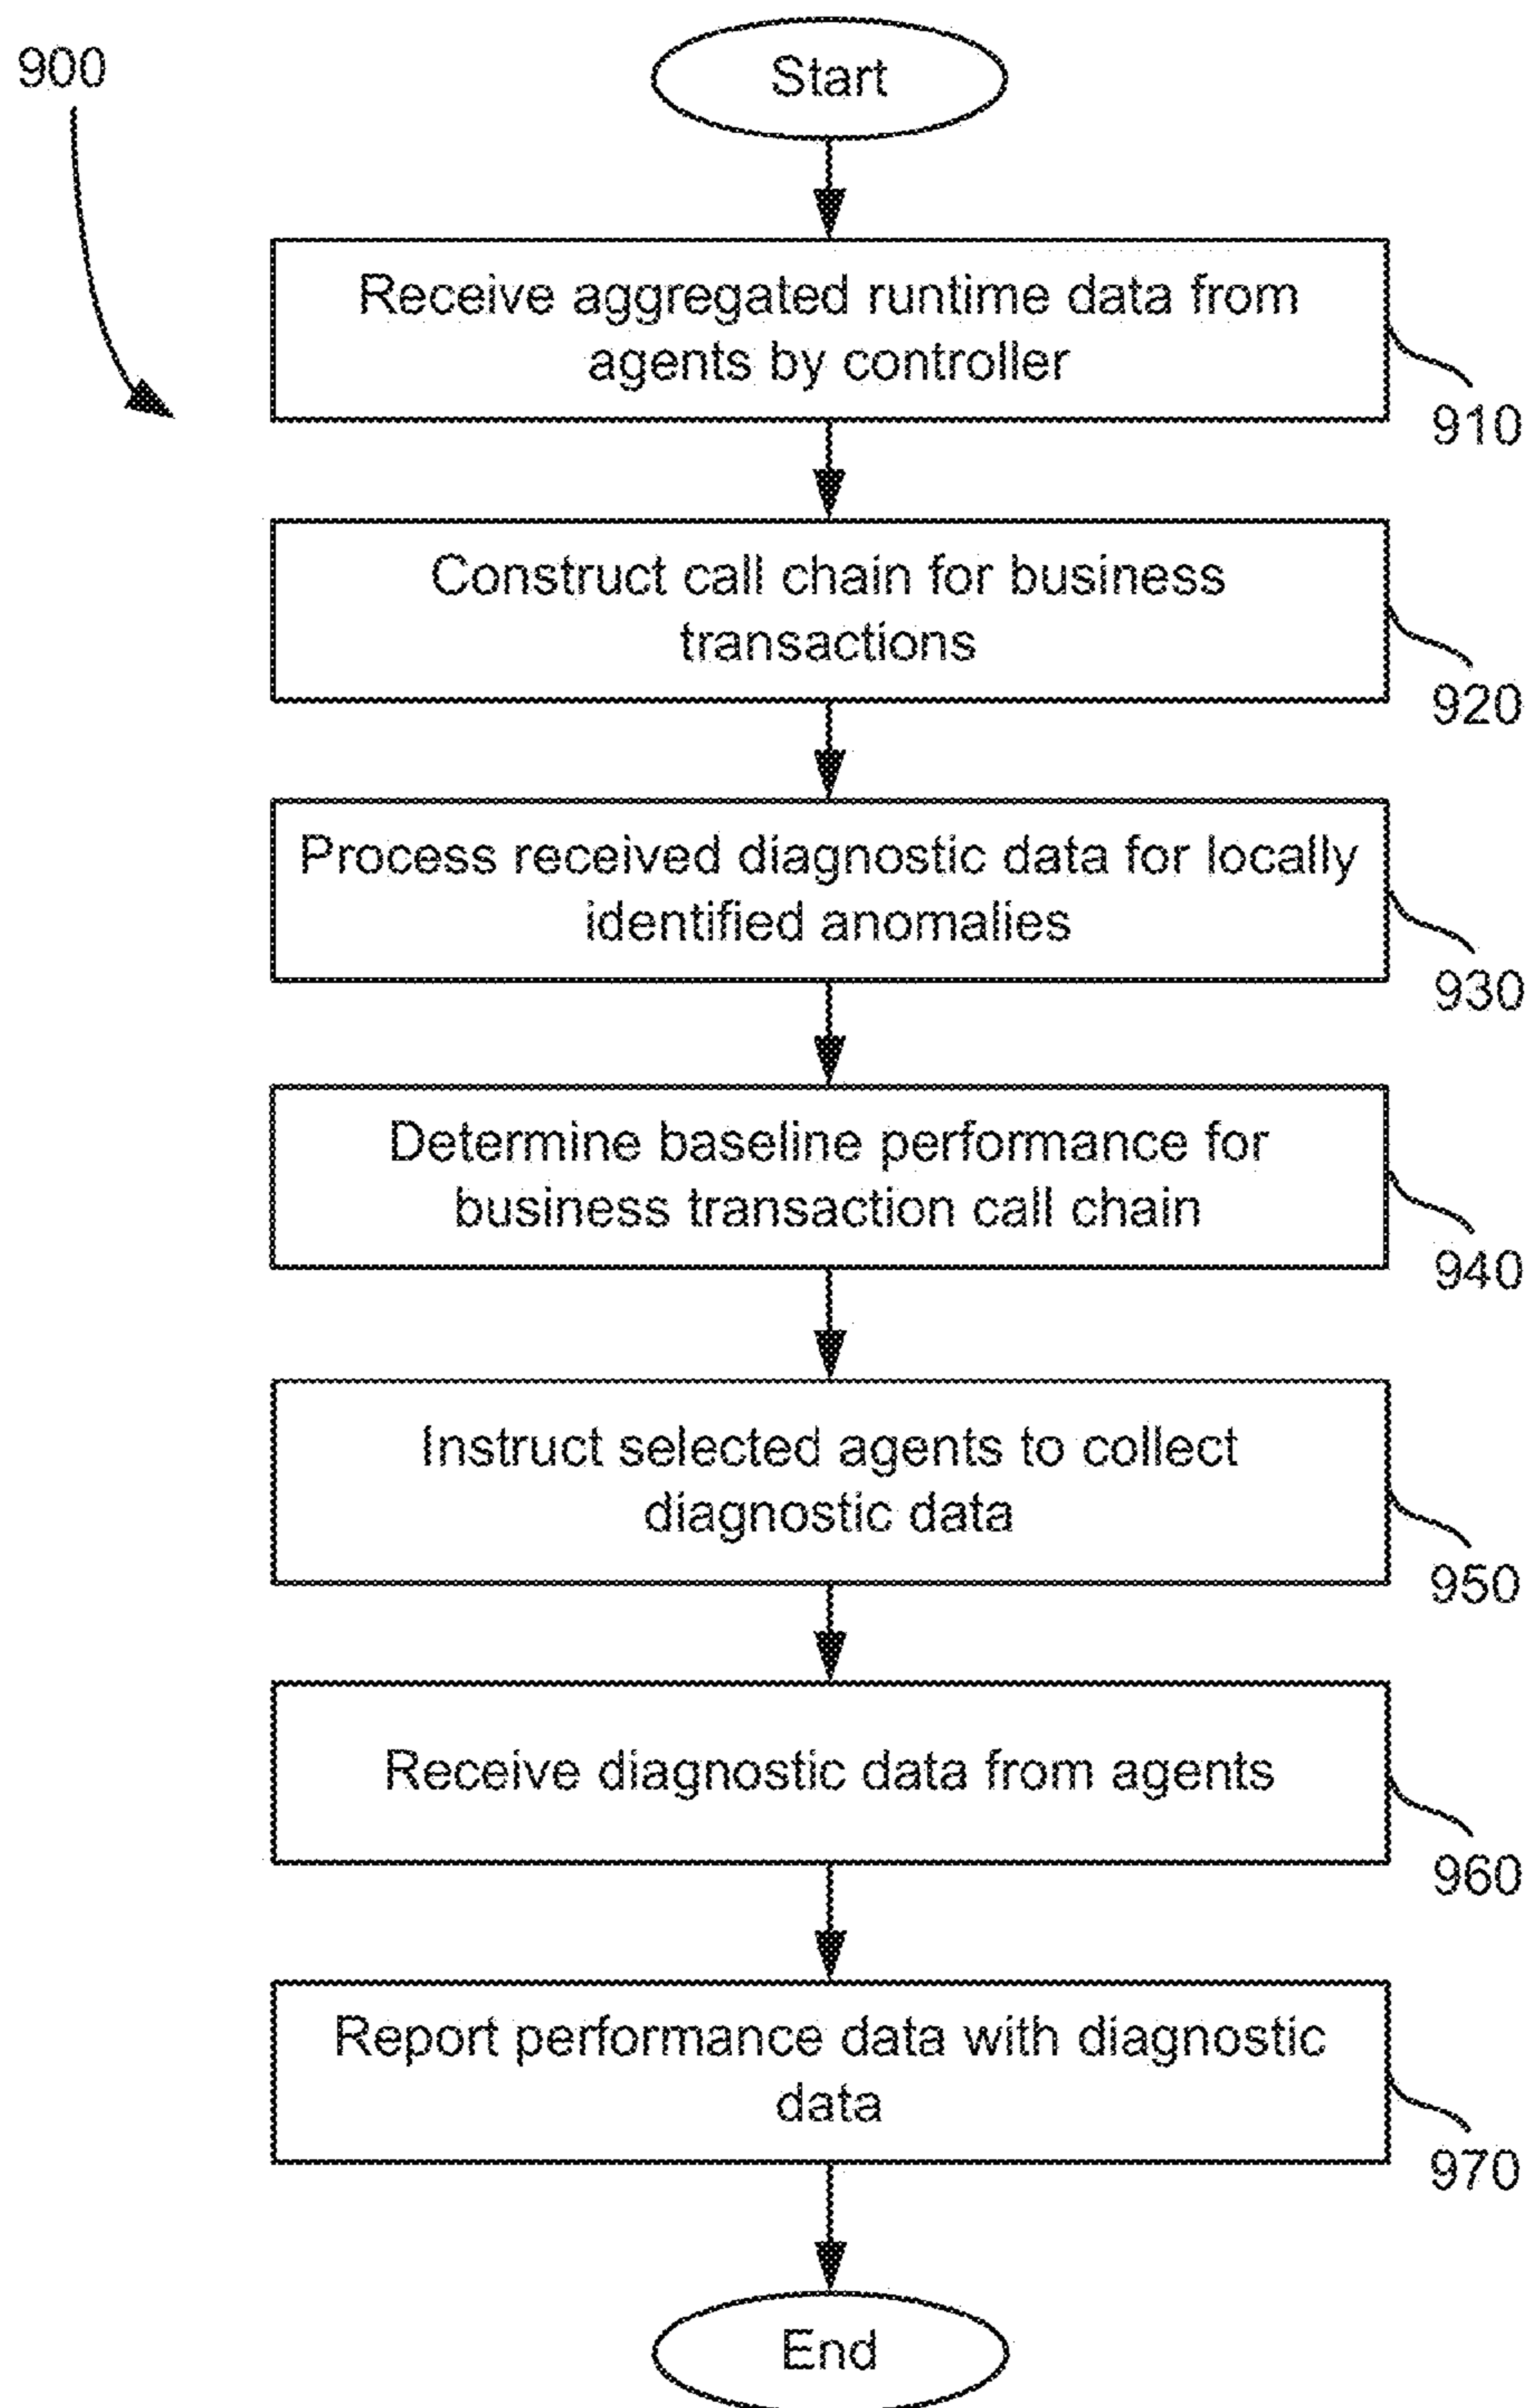 900
Start
Receive aggregated runtime data from
agents by controller
910
Construct call chain for business
transactions
920
Process received diagnostic data for locally
identified anomalies
930
Determine baseline performance for
business transaction call chain
940
Instruct selected agents to collect
diagnostic data
950
Receive diagnostic data from agents
960
Report performance data with diagnostic
data
970
End